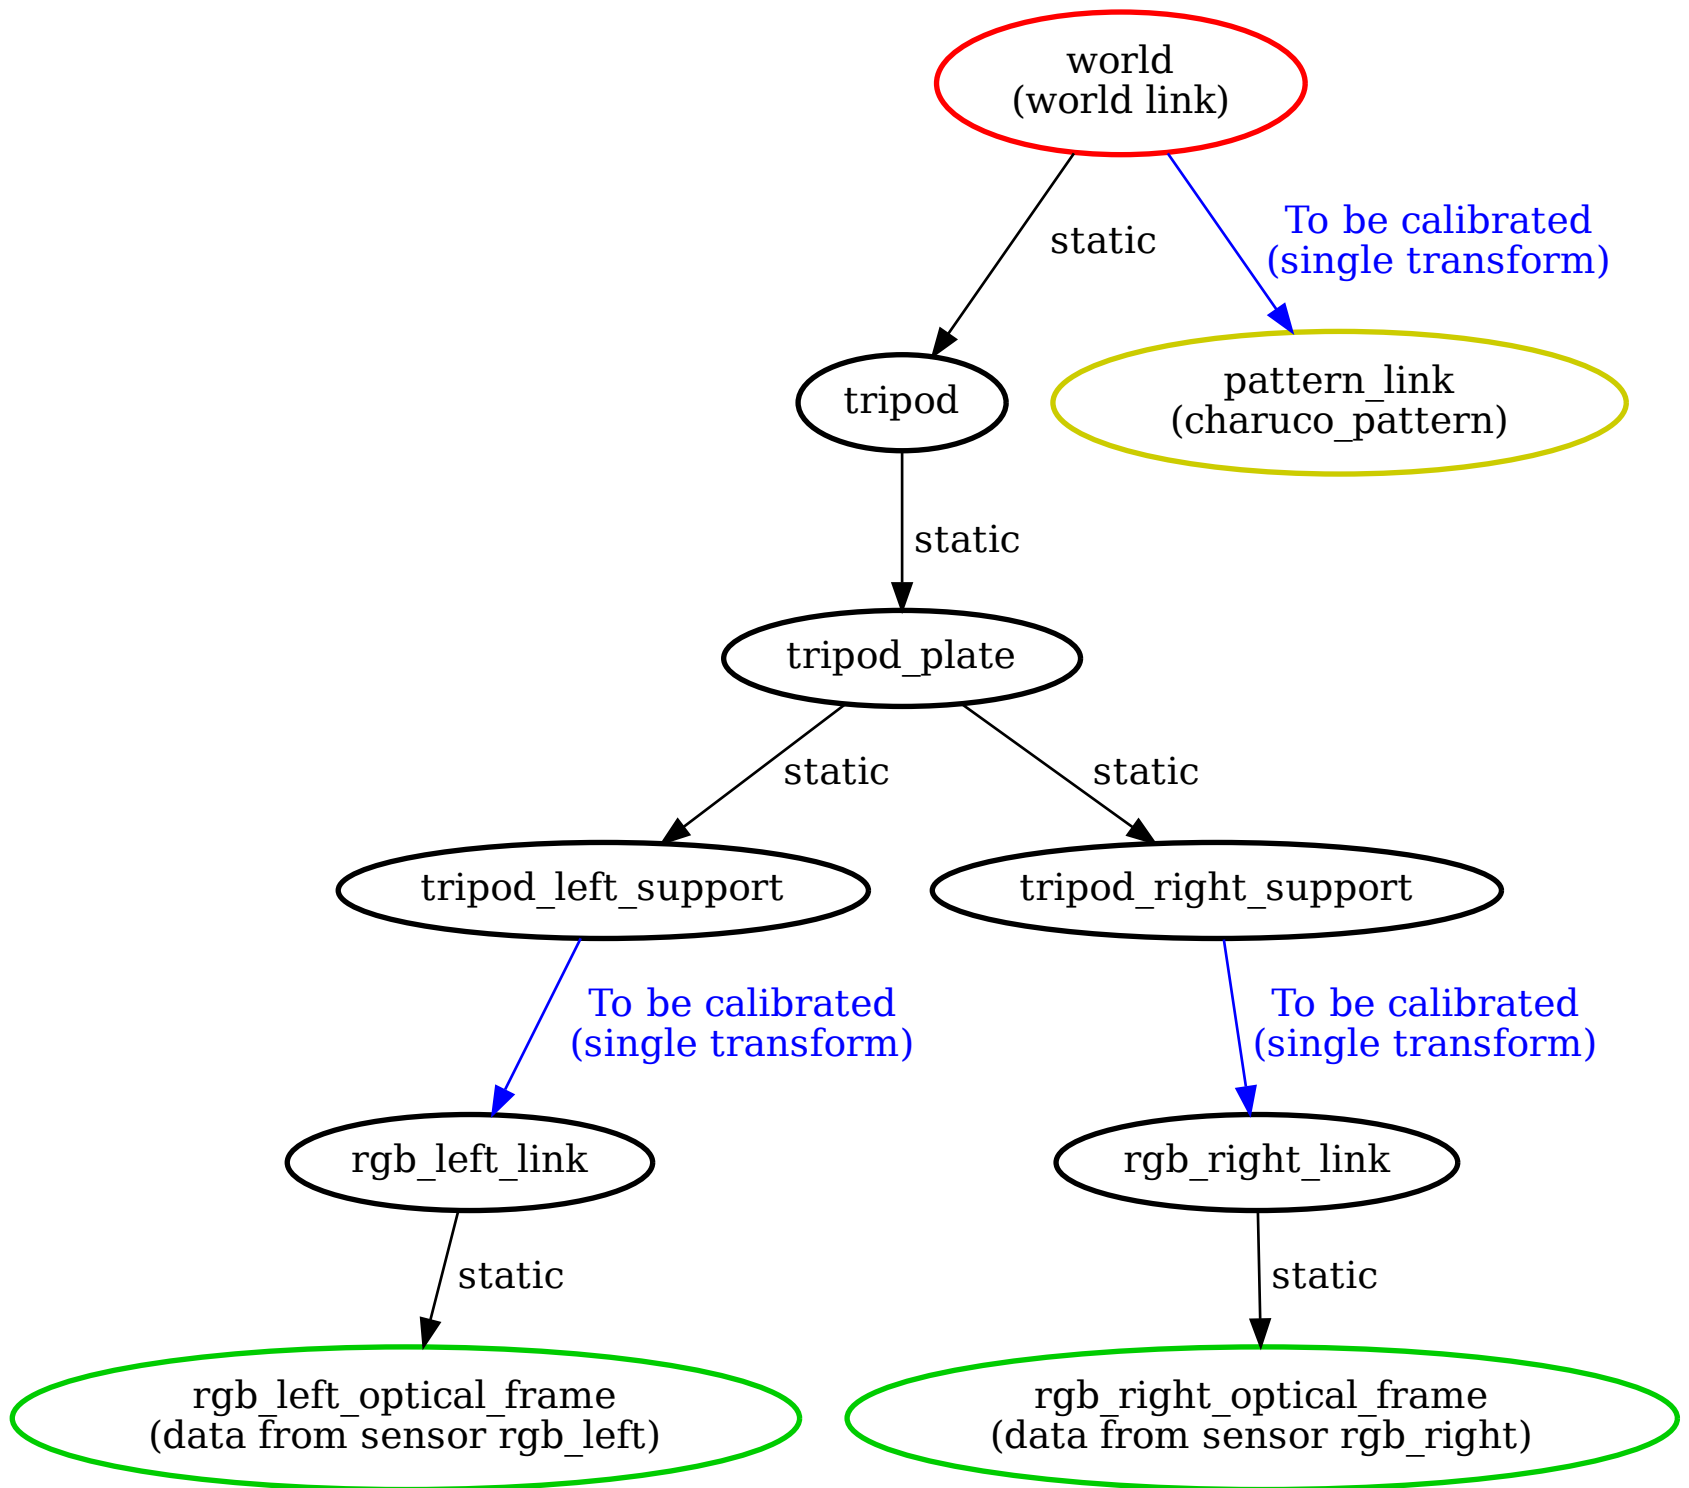 world
(world link)
static
To be calibrated
(single transform)
tripod
pattern_link
(charuco_pattern)
static
tripod_plate
static
static
tripod_left_support
tripod_right_support
To be calibrated
(single transform)
To be calibrated
(single transform)
rgb_left_link
rgb_right_link
static
static
rgb_left_optical_frame
(data from sensor rgb_left)
rgb_right_optical_frame
(data from sensor rgb_right)